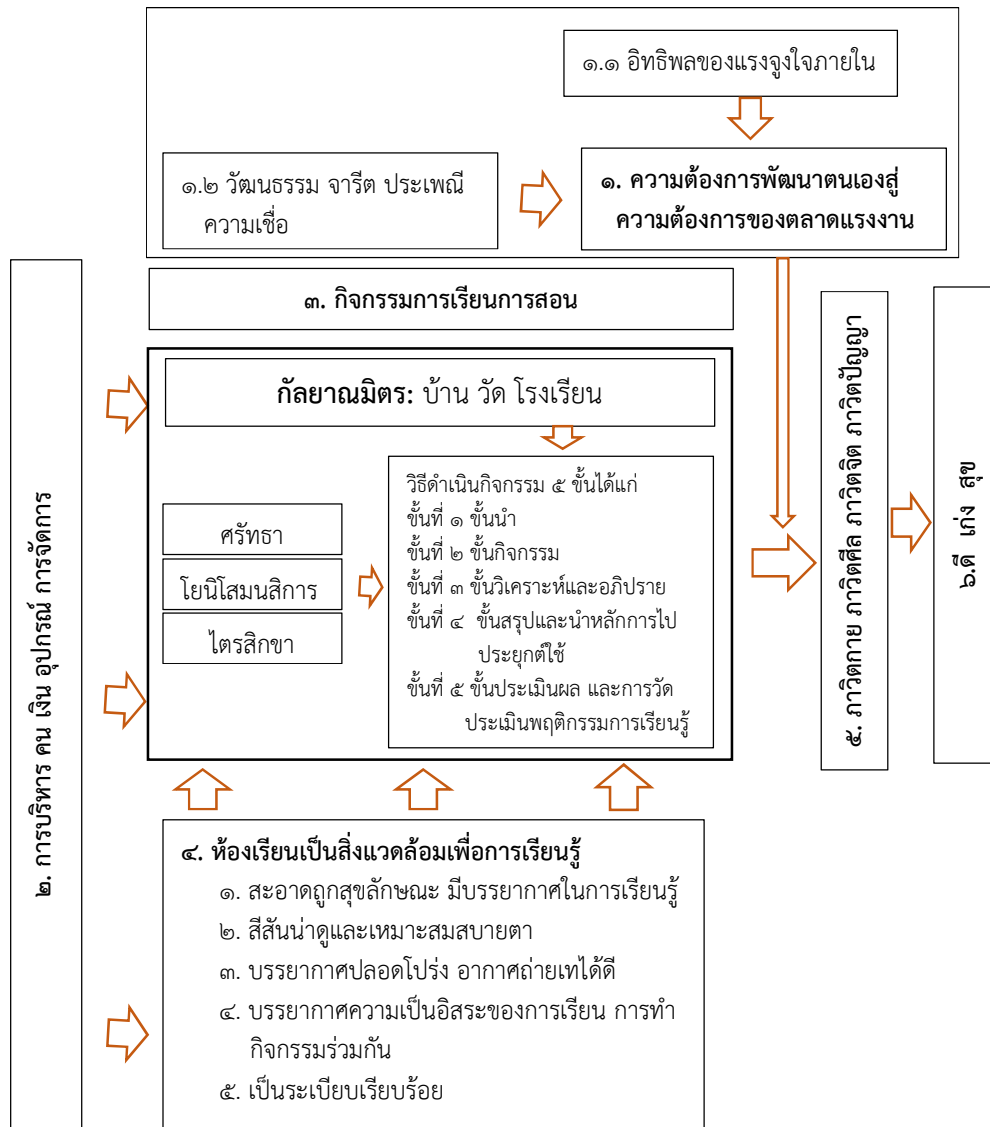 ๑.๑ อิทธิพลของแรงจูงใจภายใน
๑.๒ วัฒนธรรม จารีต ประเพณี
ความเชื่อ
๑. ความต้องการพัฒนาตนเองสู่
ความต้องการของตลาดแรงงาน
๒. การบริหาร คน เงิน อุปกรณ์ การจัดการ
๓. กิจกรรมการเรียนการสอน
กัลยาณมิตร: บ้าน วัด โรงเรียน
ศรัทธา
โยนิโสมนสิการ
ไตรสิกขา
วิธีดำเนินกิจกรรม ๕ ขั้นได้แก่
ขั้นที่ ๑ ขั้นนำ
ขั้นที่ ๒ ขั้นกิจกรรม
ขั้นที่ ๓ ขั้นวิเคราะห์และอภิปราย
ขั้นที่ ๔ ขั้นสรุปและนำหลักการไป
ประยุกต์ใช้
ขั้นที่ ๕ ขั้นประเมินผล และการวัด
ประเมินพฤติกรรมการเรียนรู้
๔. ห้องเรียนเป็นสิ่งแวดล้อมเพื่อการเรียนรู้
๑. สะอาดถูกสุขลักษณะ มีบรรยากาศในการเรียนรู้
๒. สีสันน่าดูและเหมาะสมสบายตา
๓. บรรยากาศปลอดโปร่ง อากาศถ่ายเทได้ดี
๔. บรรยากาศความเป็นอิสระของการเรียน การทำ
กิจกรรมร่วมกัน
๕. เป็นระเบียบเรียบร้อย
๕. ภาวิตกาย ภาวิตศีล ภาวิตจิต ภาวิตปัญญา
๖.ดี เก่ง สุข